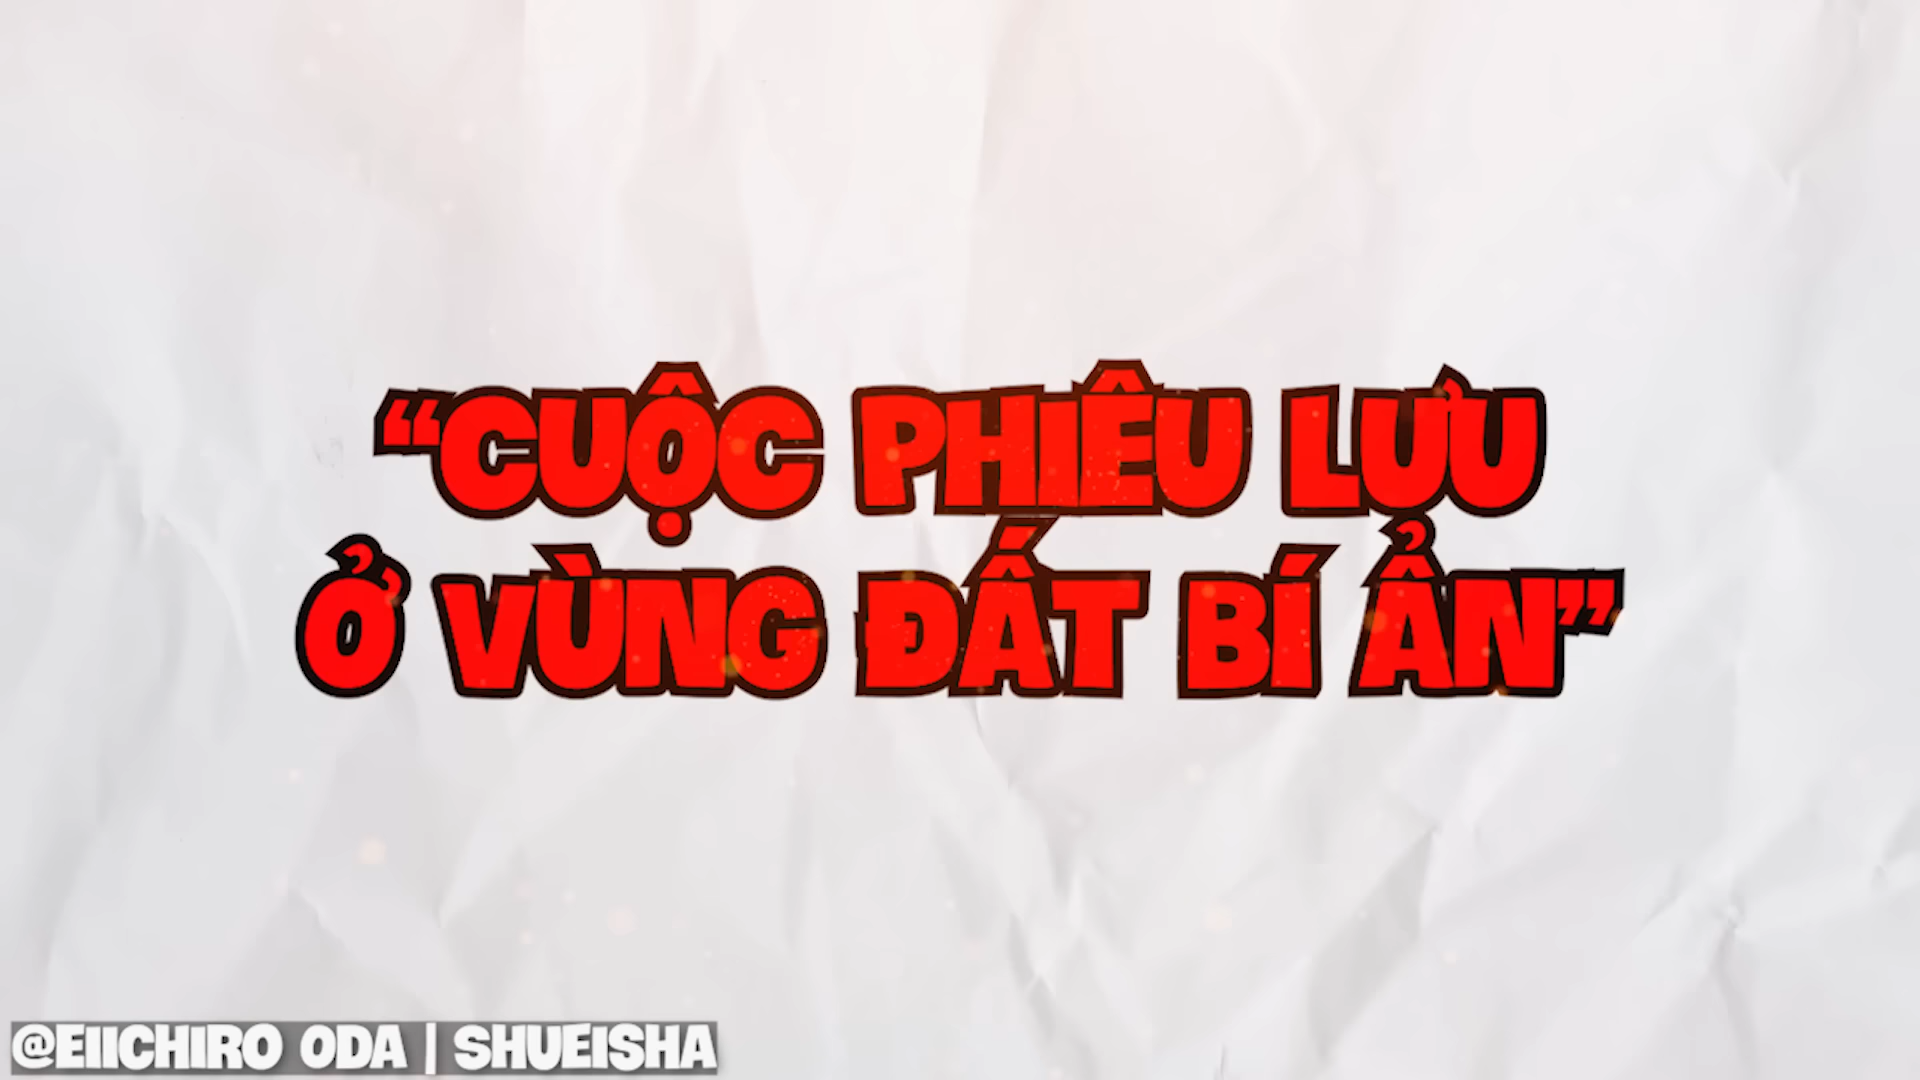 “CUỘC PHIÊU LƯU
Ở VÙNG ĐẤT BÍ ẨN”
@EIICHIRO ODA | SHUEISHA